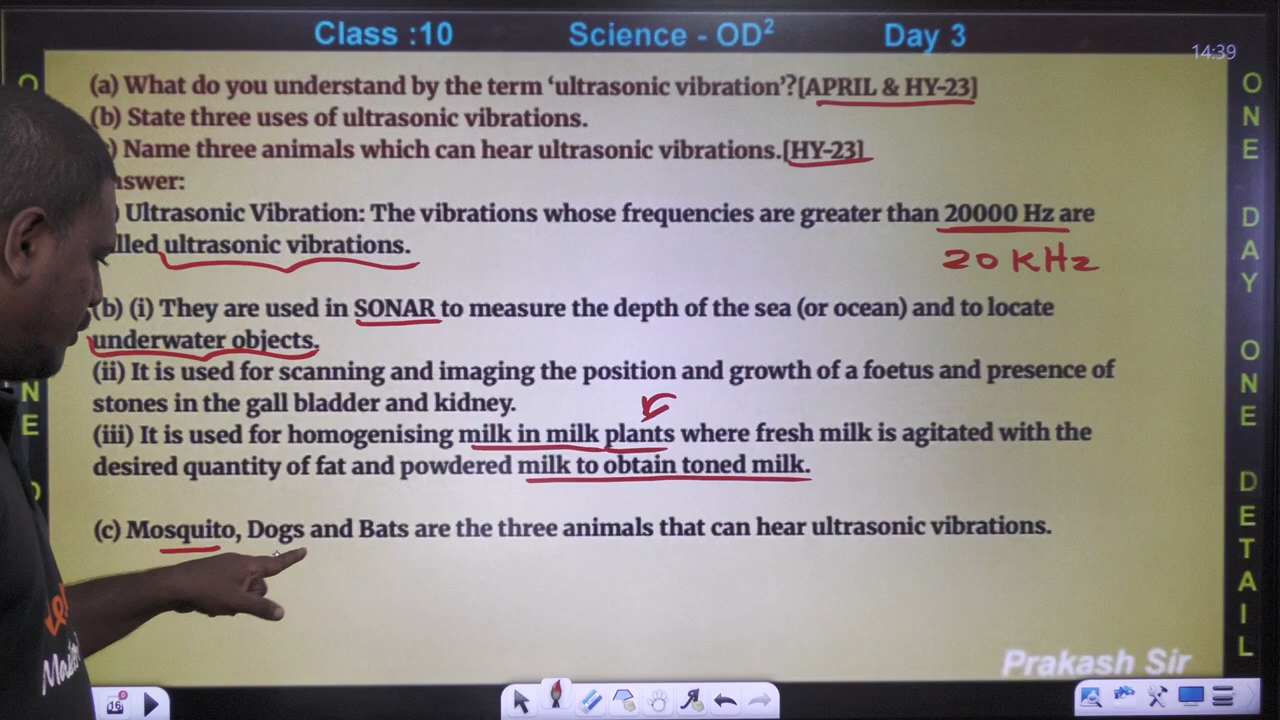 Class :10 Science - OD² Day 3
14:39
(a) What do you understand by the term ‘ultrasonic vibration’?[APRIL & HY-23]
(b) State three uses of ultrasonic vibrations.
) Name three animals which can hear ultrasonic vibrations.[HY-23]
nswer:
) Ultrasonic Vibration: The vibrations whose frequencies are greater than 20000 Hz are
lled ultrasonic vibrations.
20 KHz
(b) (i) They are used in SONAR to measure the depth of the sea (or ocean) and to locate
underwater objects.
(ii) It is used for scanning and imaging the position and growth of a foetus and presence of
stones in the gall bladder and kidney.
(iii) It is used for homogenising milk in milk plants where fresh milk is agitated with the
desired quantity of fat and powdered milk to obtain toned milk.
(c) Mosquito, Dogs and Bats are the three animals that can hear ultrasonic vibrations.
Prakash Sir
ONE DAY ONE DETAIL
16